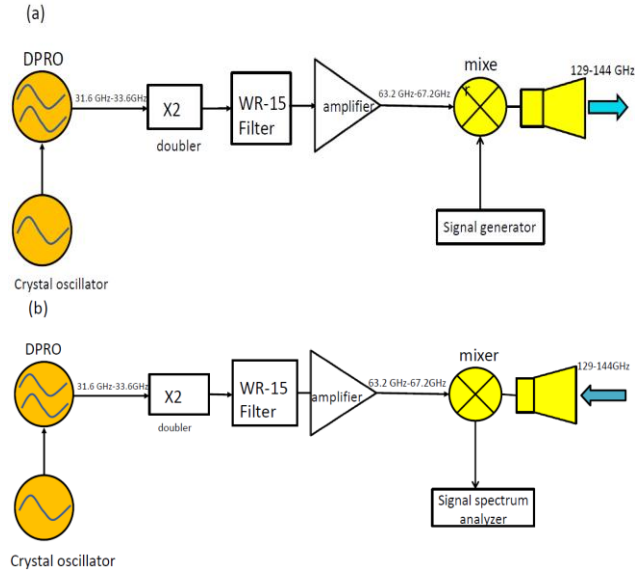 (a)
DPRO
31.6 GHz-33.6GHz
X2
doubler
WR-15
Filter
amplifier
63.2 GHz-67.2GHz
mixe
r
129-144 GHz
Signal generator
Crystal oscillator
(b)
DPRO
31.6 GHz-33.6GHz
X2
doubler
WR-15
Filter
amplifier
63.2 GHz-67.2GHz
mixer
129-144GHz
Signal spectrum
analyzer
Crystal oscillator